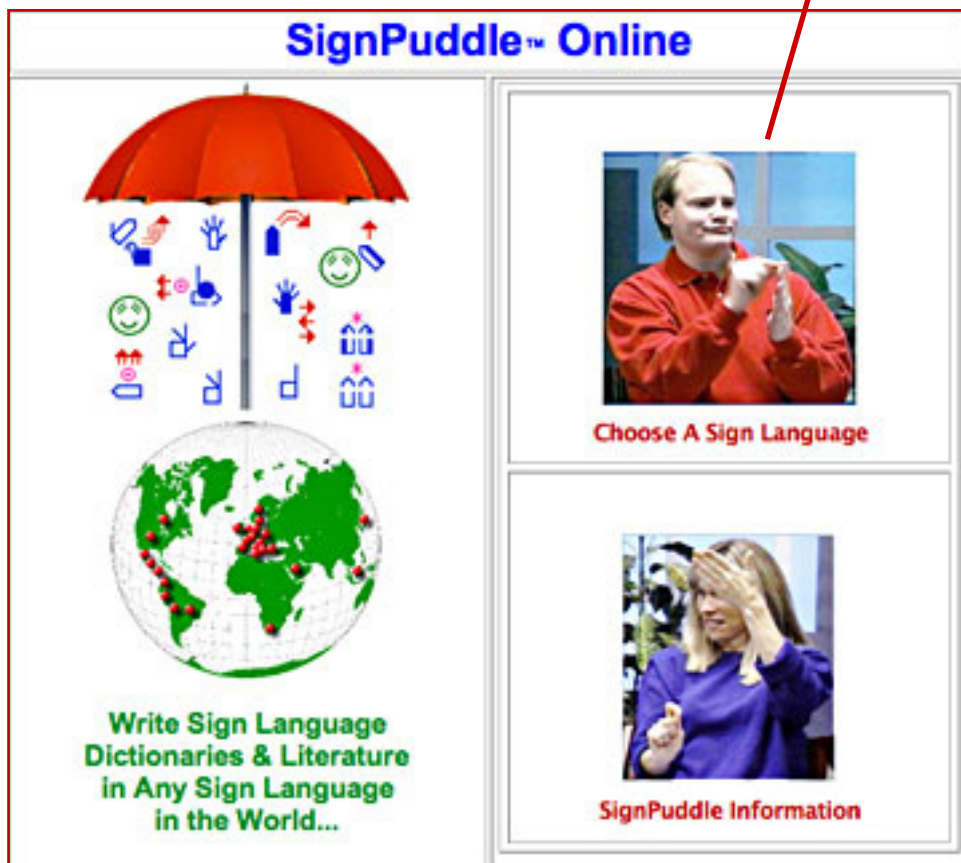 SignPuddle™ Online
Write Sign Language
Dictionaries & Literature
in Any Sign Language
in the World...
Choose A Sign Language
SignPuddle Information